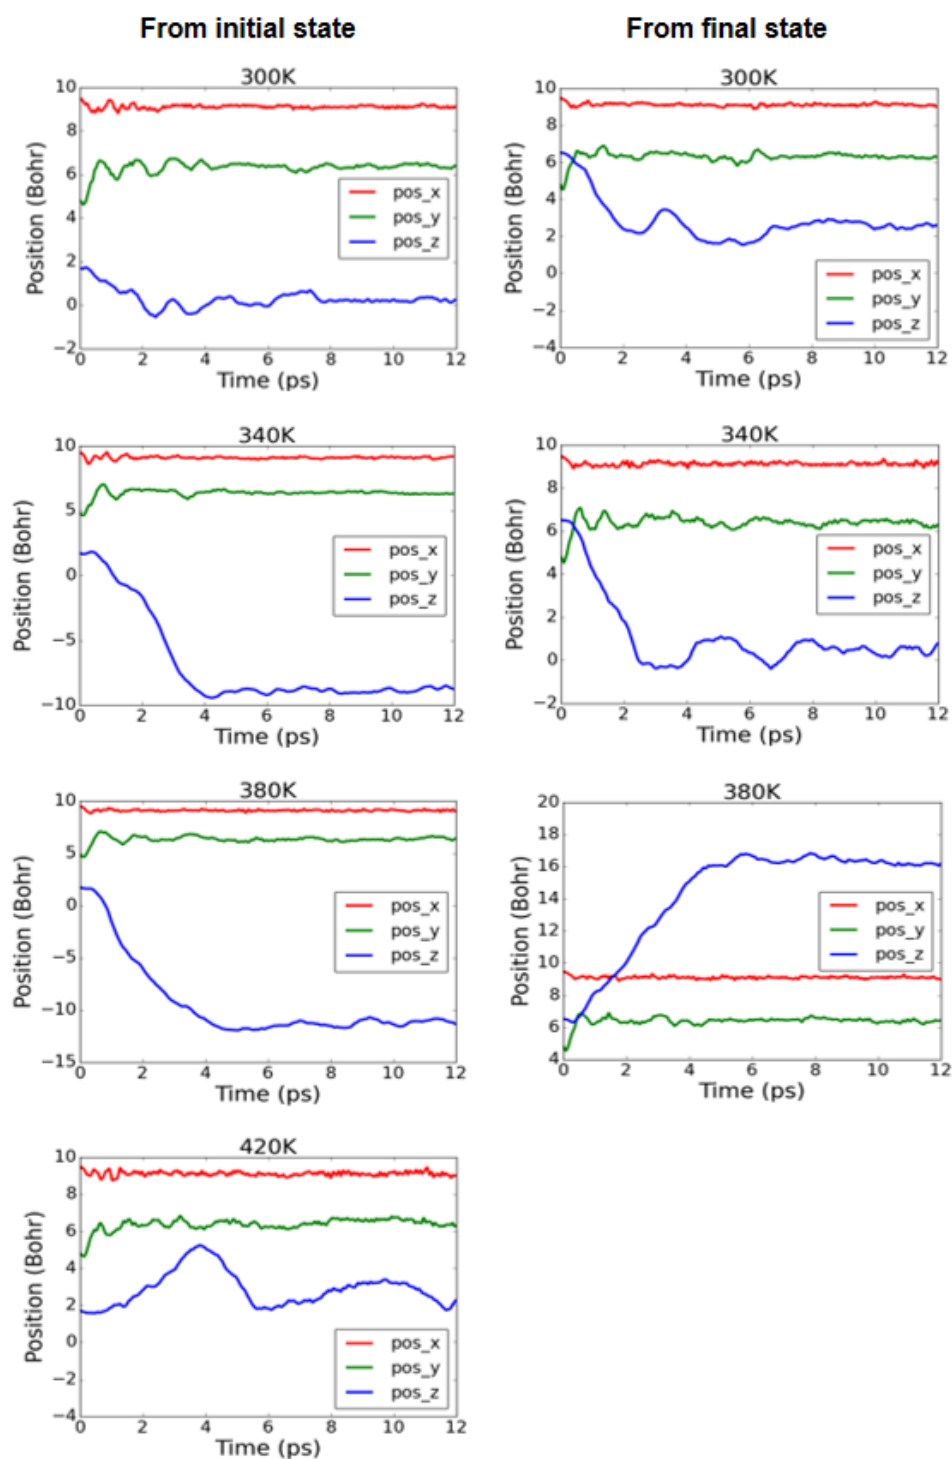 From initial state
From final state
300K
Position (Bohr)
10
8
6
4
2
0
−2
pos_x
pos_y
pos_z
0 2 4 6 8 10 12
Time (ps)
300K
Position (Bohr)
10
8
6
4
2
0
−2
−4
pos_x
pos_y
pos_z
0 2 4 6 8 10 12
Time (ps)
340K
Position (Bohr)
10
5
0
−5
−10
pos_x
pos_y
pos_z
0 2 4 6 8 10 12
Time (ps)
340K
Position (Bohr)
10
8
6
4
2
0
−2
pos_x
pos_y
pos_z
0 2 4 6 8 10 12
Time (ps)
380K
Position (Bohr)
10
5
0
−5
−10
−15
pos_x
pos_y
pos_z
0 2 4 6 8 10 12
Time (ps)
380K
Position (Bohr)
20
18
16
14
12
10
8
6
4
pos_x
pos_y
pos_z
0 2 4 6 8 10 12
Time (ps)
420K
Position (Bohr)
10
8
6
4
2
0
−2
−4
pos_x
pos_y
pos_z
0 2 4 6 8 10 12
Time (ps)